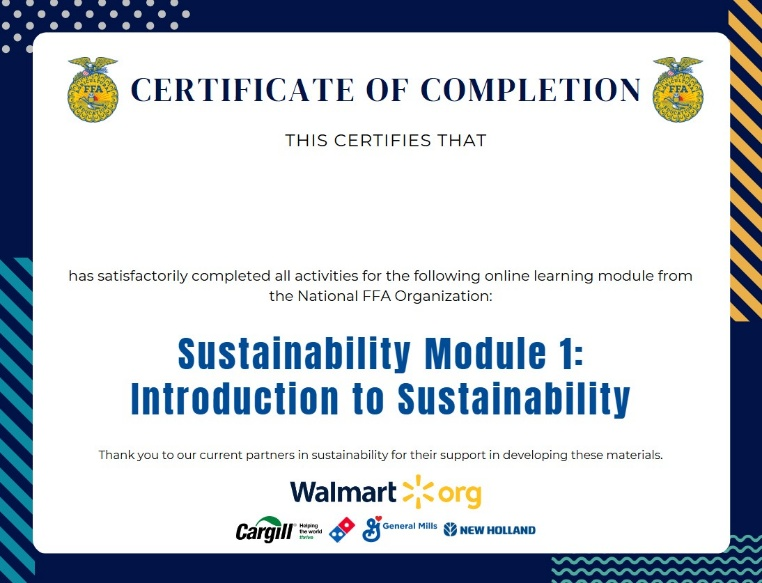 CERTIFICATE OF COMPLETION
FFA
FFA
THIS CERTIFIES THAT
has satisfactorily completed all activities for the following online learning module from
the National FFA Organization:
Sustainability Module 1:
Introduction to Sustainability
Thank you to our current partners in sustainability for their support in developing these materials.
Walmart org
Cargill Helping the world thrive
G General Mills
NEW HOLLAND